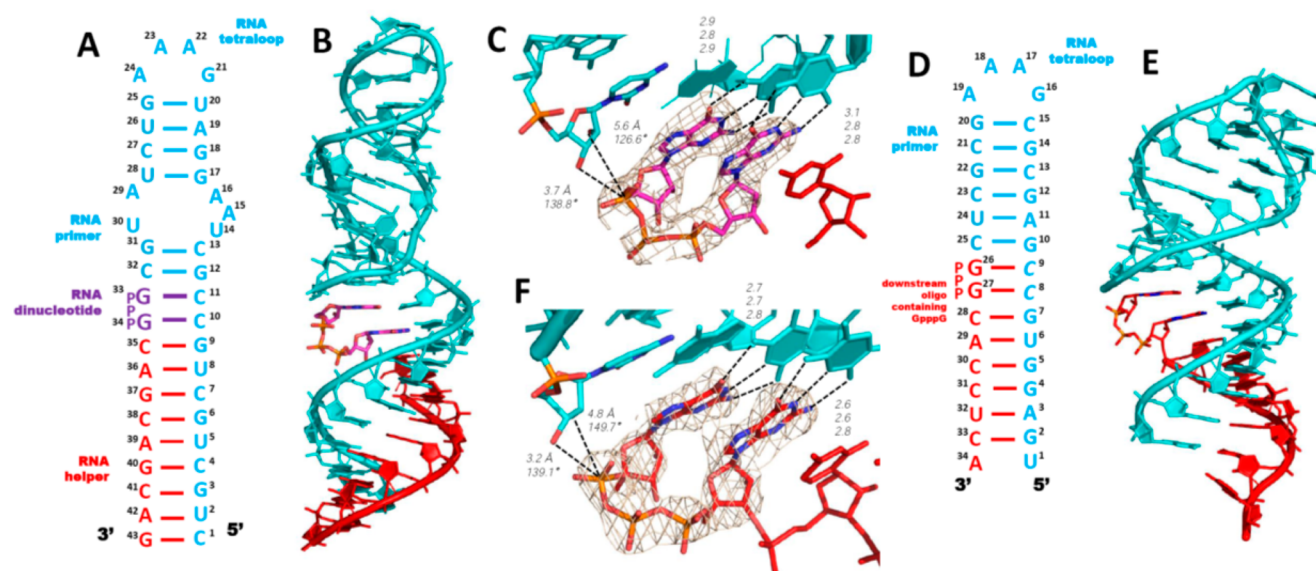 A
RNA
tetraloop
23
A
A
22
24
A
G
21
25
G
U
20
26
U
A
19
27
C
G
18
28
U
G
17
29
A
A
16
A
15
RNA
primer
30
U
U
14
31
G
C
13
32
C
G
12
RNA
dinucleotide
33
G
C
11
P
P
P
34
G
C
10
35
C
G
9
36
A
U
8
37
G
C
7
38
C
G
6
39
A
U
5
RNA
helper
40
G
C
4
41
C
G
3
42
A
U
2
43
G
C
1
3’
5’
B
C
2.9
2.8
2.9
5.6 Å
126.6°
3.7 Å
138.8°
3.1
2.8
2.8
F
2.7
2.7
2.8
4.8 Å
149.7°
3.2 Å
139.1°
2.6
2.6
2.8
D
RNA
tetraloop
18
A
A
17
19
A
G
16
RNA
primer
20
G
C
15
21
C
G
14
22
G
C
13
23
C
G
12
24
U
A
11
25
C
G
10
26
G
C
9
P
P
P
27
G
C
8
downstream
oligo
containing
GpppG
28
C
G
7
29
A
U
6
30
C
G
5
31
C
G
4
32
U
A
3
33
C
G
2
34
A
U
1
3’
5’
E